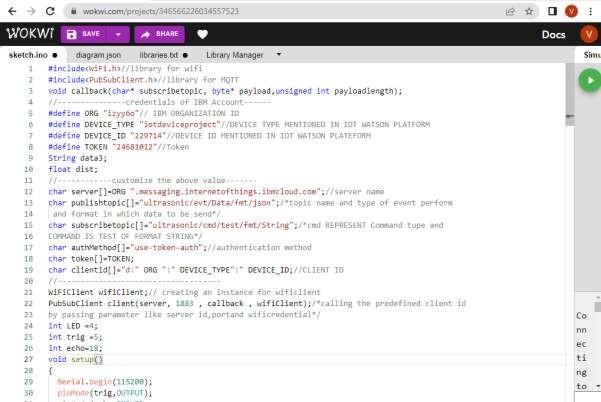 wokwi.com/projects/346566226034557523
V
WOKWI SAVE SHARE Docs V
sketch.ino diagram.json libraries.txt Library Manager Simu
1 #include<WiFi.h>//library for wifi
2 #include<PubSubClient.h>//library for MQTT
3 void callback(char* subscribetopic, byte* payload,unsigned int payloadlength);
4 //---------------credentials of IBM Account------
5 #define ORG "izyy6o"// IBM ORGANIZATION ID
6 #define DEVICE_TYPE "iotdeviceproject"//DEVICE TYPE MENTIONED IN IOT WATSON PLATFORM
7 #define DEVICE_ID "229714"//DEVICE ID MENTIONED IN IOT WATSON PLATEFORM
8 #define TOKEN "24681012"//Token
9 String data3;
10 float dist;
11 //------------customize the above value-------
12 char server[]=ORG ".messaging.internetofthings.ibmcloud.com";//server name
13 char publishtopic[]="ultrasonic/evt/Data/fmt/json";/*topic name and type of event perform
14 and format in which data to be send*/
15 char subscribetopic[]="ultrasonic/cmd/test/fmt/String";/*cmd REPRESENT Command tupe and
16 COMMAND IS TEST OF FORMAT STRING*/
17 char authMethod[]="use-token-auth";//authentication method
18 char token[]=TOKEN;
19 char clientid[]="d:" ORG ":" DEVICE_TYPE":" DEVICE_ID;//CLIENT ID
20 //------------------------------------
21 WiFiClient wifiClient;// creating an instance for wificlient
22 PubSubClient client(server, 1883 , callback , wifiClient);/*calling the predefined client id
23 by passing parameter like server id,portand wificredential*/
24 int LED =4;
25 int trig =5;
26 int echo=18;
27 void setup()
28 {
29 Serial.begin(115200);
30 pinMode(trig,OUTPUT);
Co
nn
ec
ti
ng
to